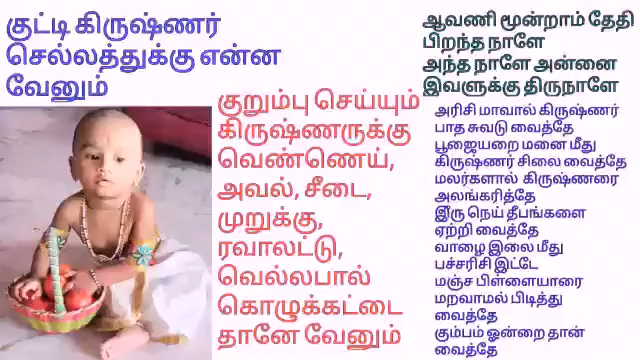 குட்டி கிருஷ்ணர்
செல்லத்துக்கு என்ன
வேனும்
குறும்பு செய்யும்
கிருஷ்ணருக்கு
வெண்ணெய்,
அவல், சீடை,
முறுக்கு,
ரவாலட்டு,
வெல்லபால்
கொழுக்கட்டை
தானே வேனும்
ஆவணி மூன்றாம் தேதி
பிறந்த நாளே
அந்த நாளே அன்னை
இவளுக்கு திருநாளே
அரிசி மாவால் கிருஷ்ணர்
பாத சுவடு வைத்தே
பூஜையறை மனை மீது
கிருஷ்ணர் சிலை வைத்தே
மலர்களால் கிருஷ்ணரை
அலங்கரித்தே
இரு நெய் தீபங்களை
ஏற்றி வைத்தே
வாழை இலை மீது
பச்சரிசி இட்டே
மஞ்ச பிள்ளையாரை
மறவாமல் பிடித்து
வைத்தே
கும்பம் ஓன்றை தான்
வைத்தே